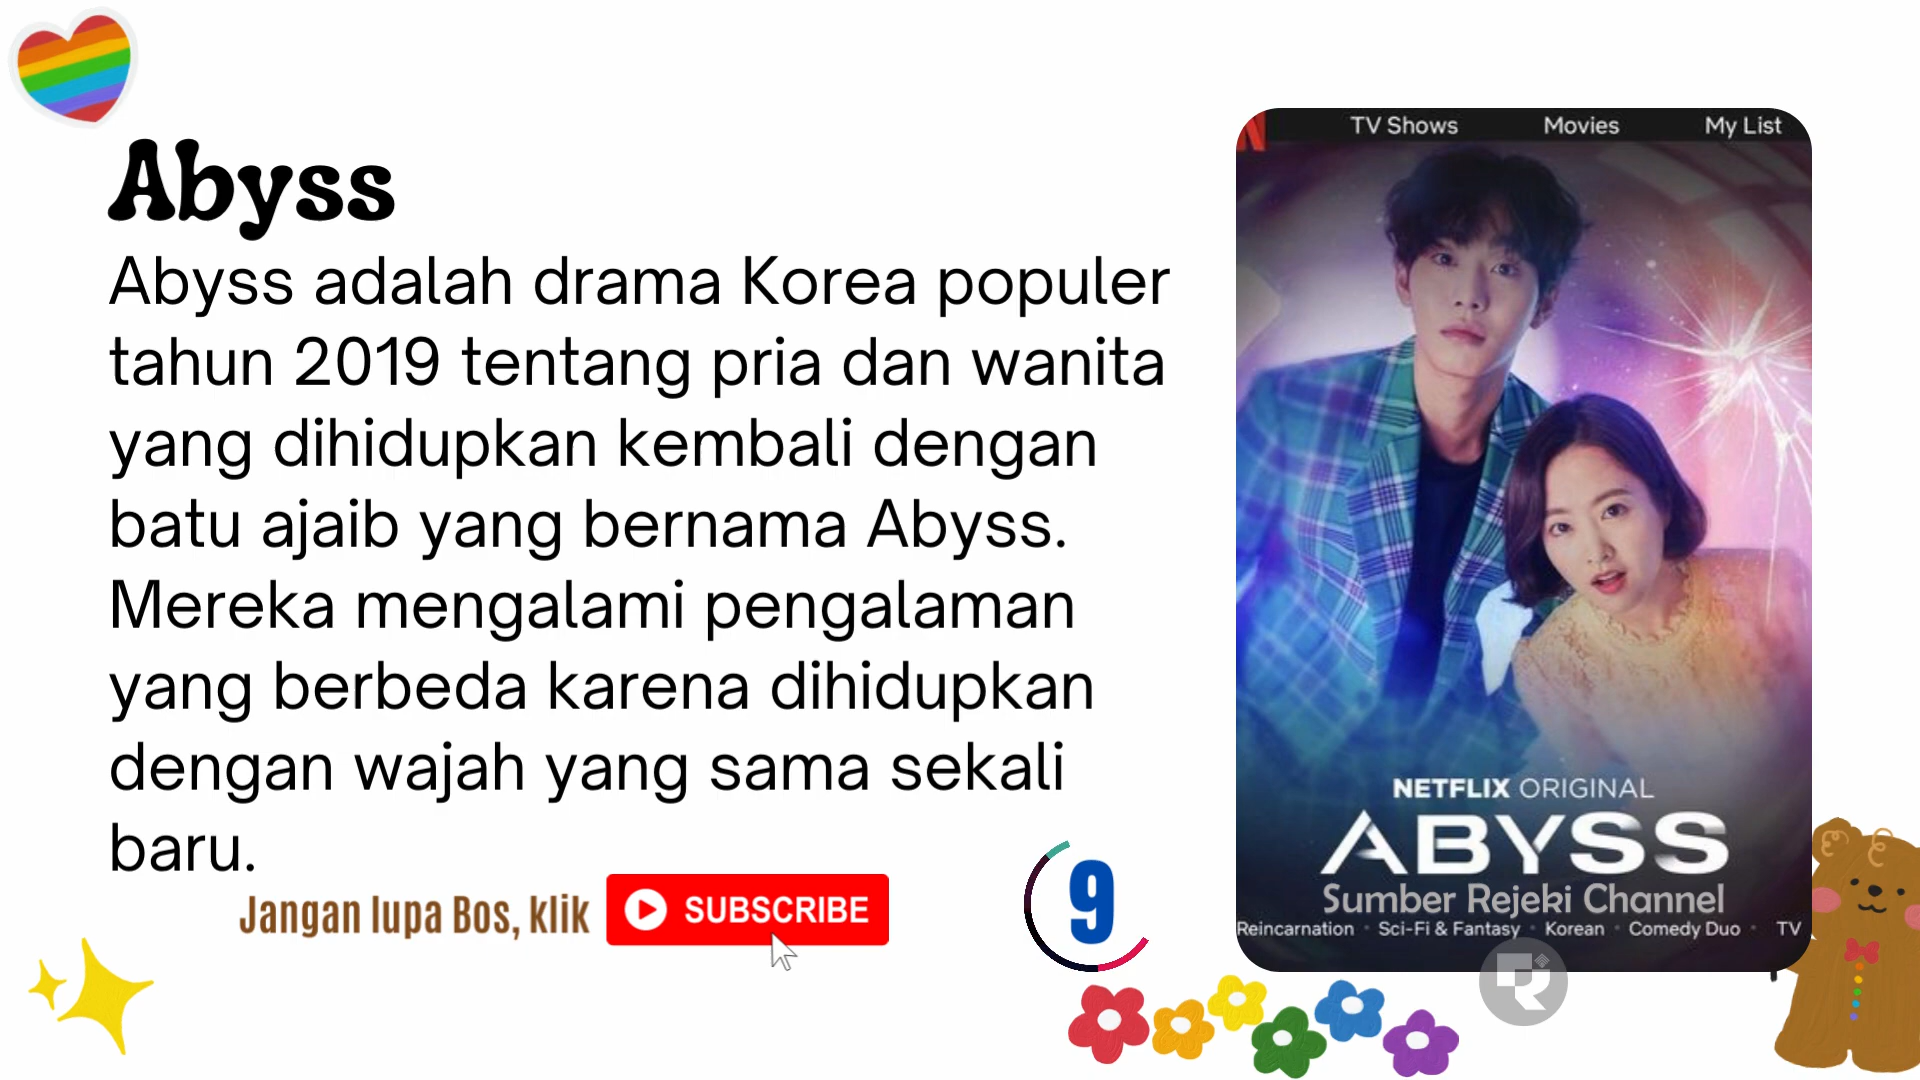 Abyss
Abyss adalah drama Korea populer
tahun 2019 tentang pria dan wanita
yang dihidupkan kembali dengan
batu ajaib yang bernama Abyss.
Mereka mengalami pengalaman
yang berbeda karena dihidupkan
dengan wajah yang sama sekali
baru.
Jangan lupa Bos, klik
SUBSCRIBE
9
TV Shows Movies My List
NETFLIX ORIGINAL
ABYSS
Sumber Rejeki Channel
Reincarnation • Sci-Fi & Fantasy • Korean • Comedy Duo • TV